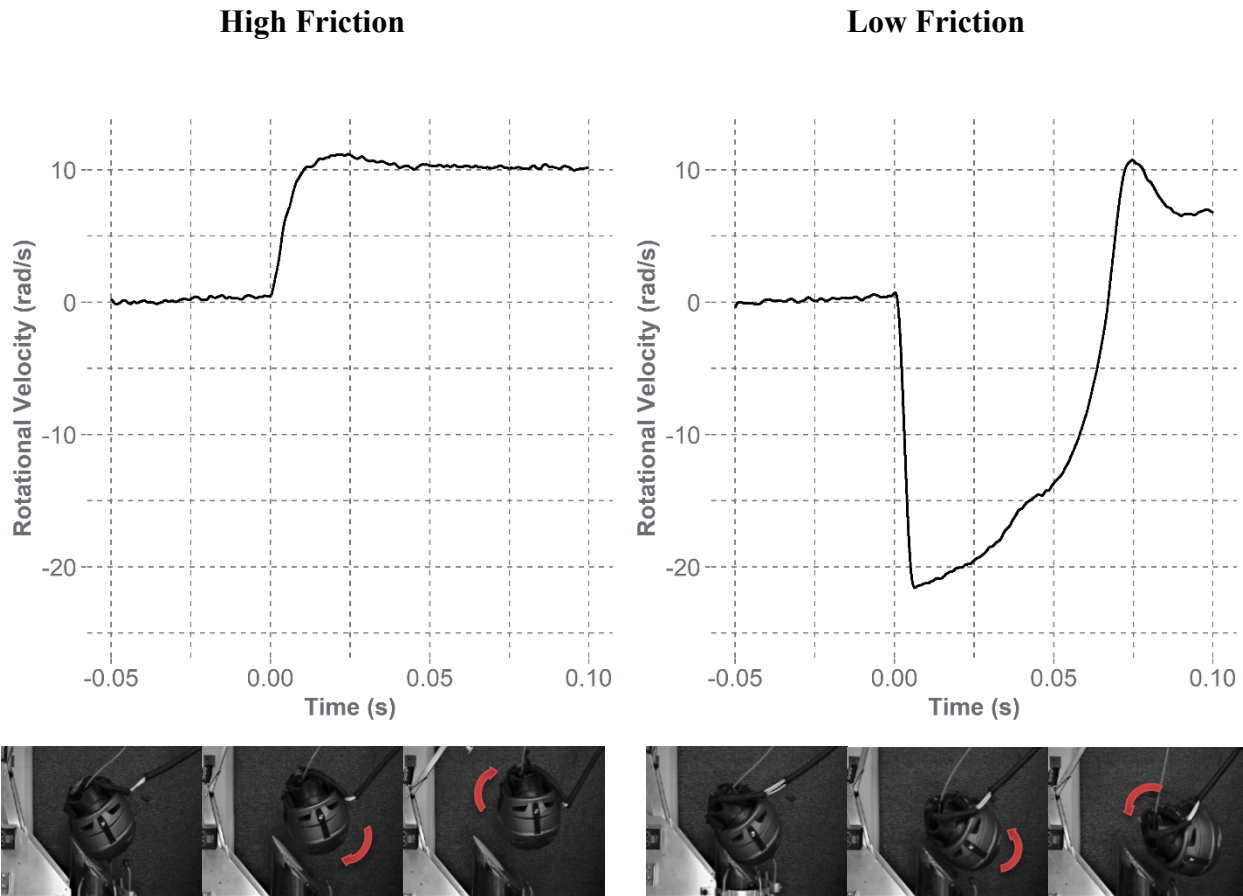 High Friction
Low Friction
10
0
-10
-20
-0.05 0.00 0.05 0.10
Time (s)
Rotational Velocity (rad/s)
10
0
-10
-20
-0.05 0.00 0.05 0.10
Time (s)
Rotational Velocity (rad/s)